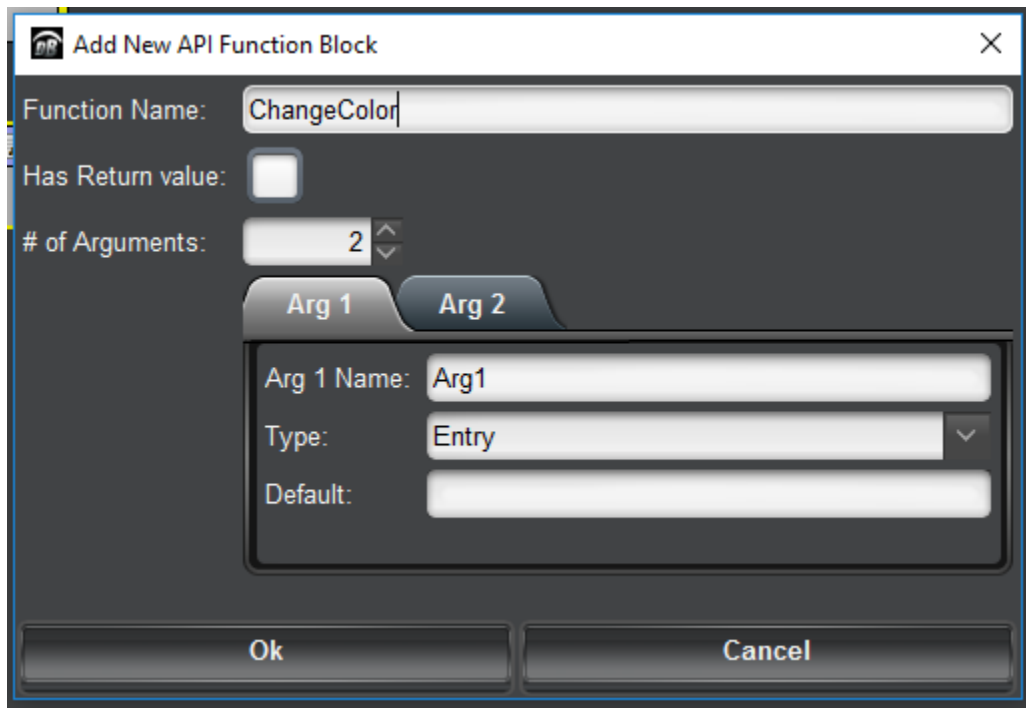 DB Add New API Function Block
Function Name: ChangeColor
Has Return value:
# of Arguments: 2
Arg 1 Arg 2
Arg 1 Name: Arg1
Type: Entry
Default:
Ok Cancel